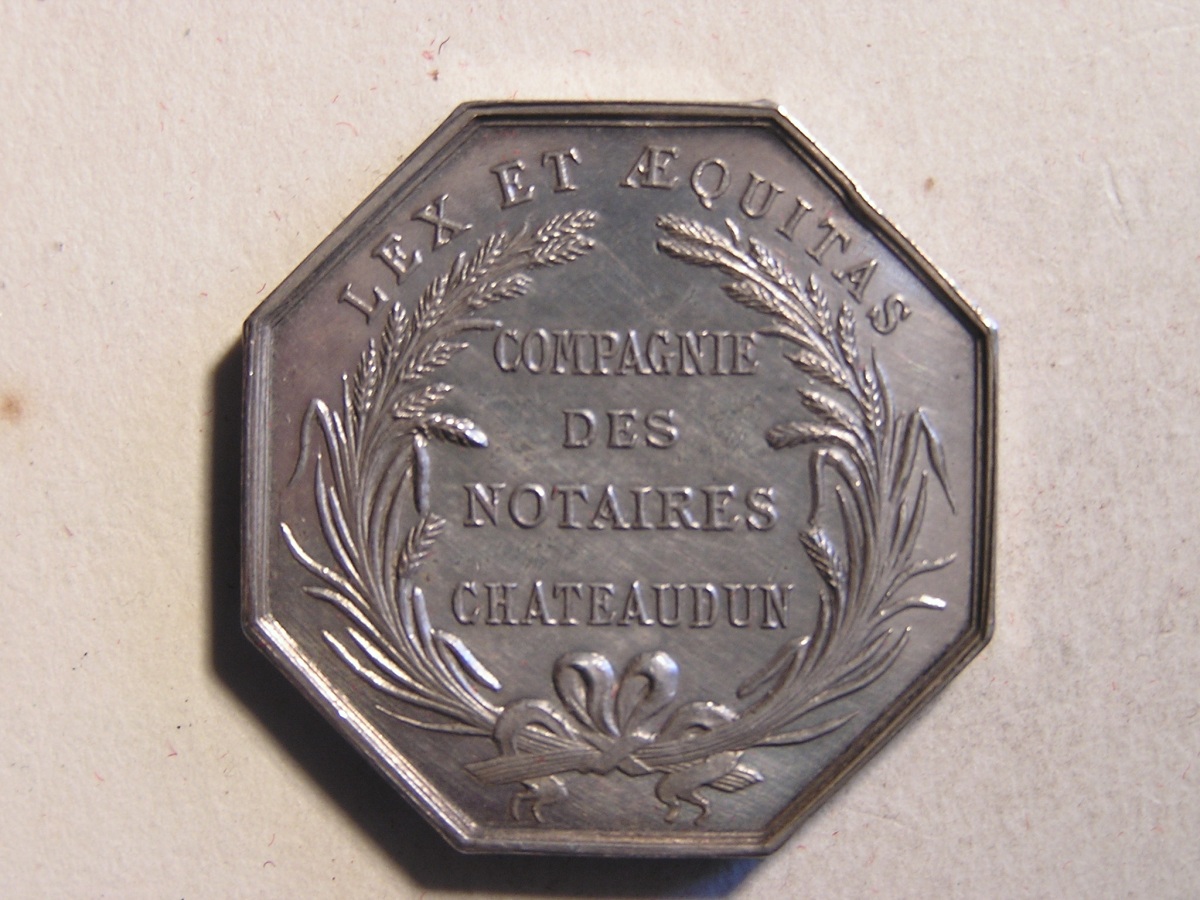 LEX ET ÆQUITAS
COMPAGNIE
DES
NOTAIRES
CHATEAUDUN